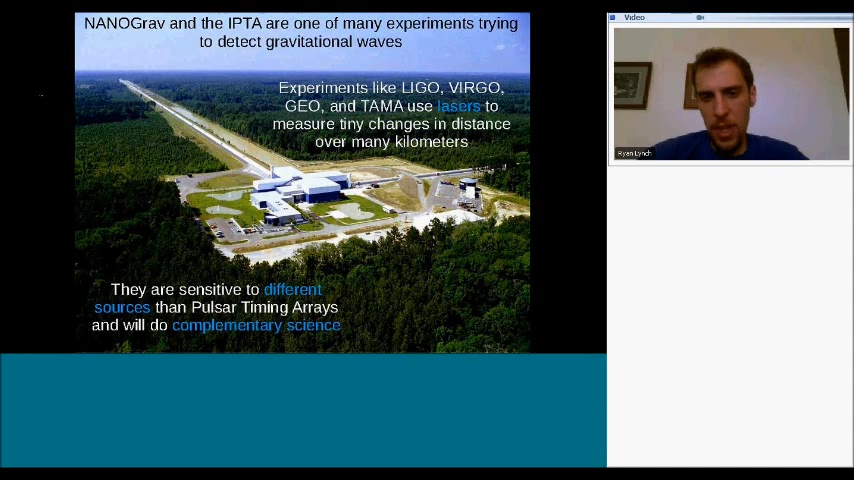 NANOGrav and the IPTA are one of many experiments trying
to detect gravitational waves
Experiments like LIGO, VIRGO,
GEO, and TAMA use lasers to
measure tiny changes in distance
over many kilometers
They are sensitive to different
sources than Pulsar Timing Arrays
and will do complementary science
Video
Ryan Lynch